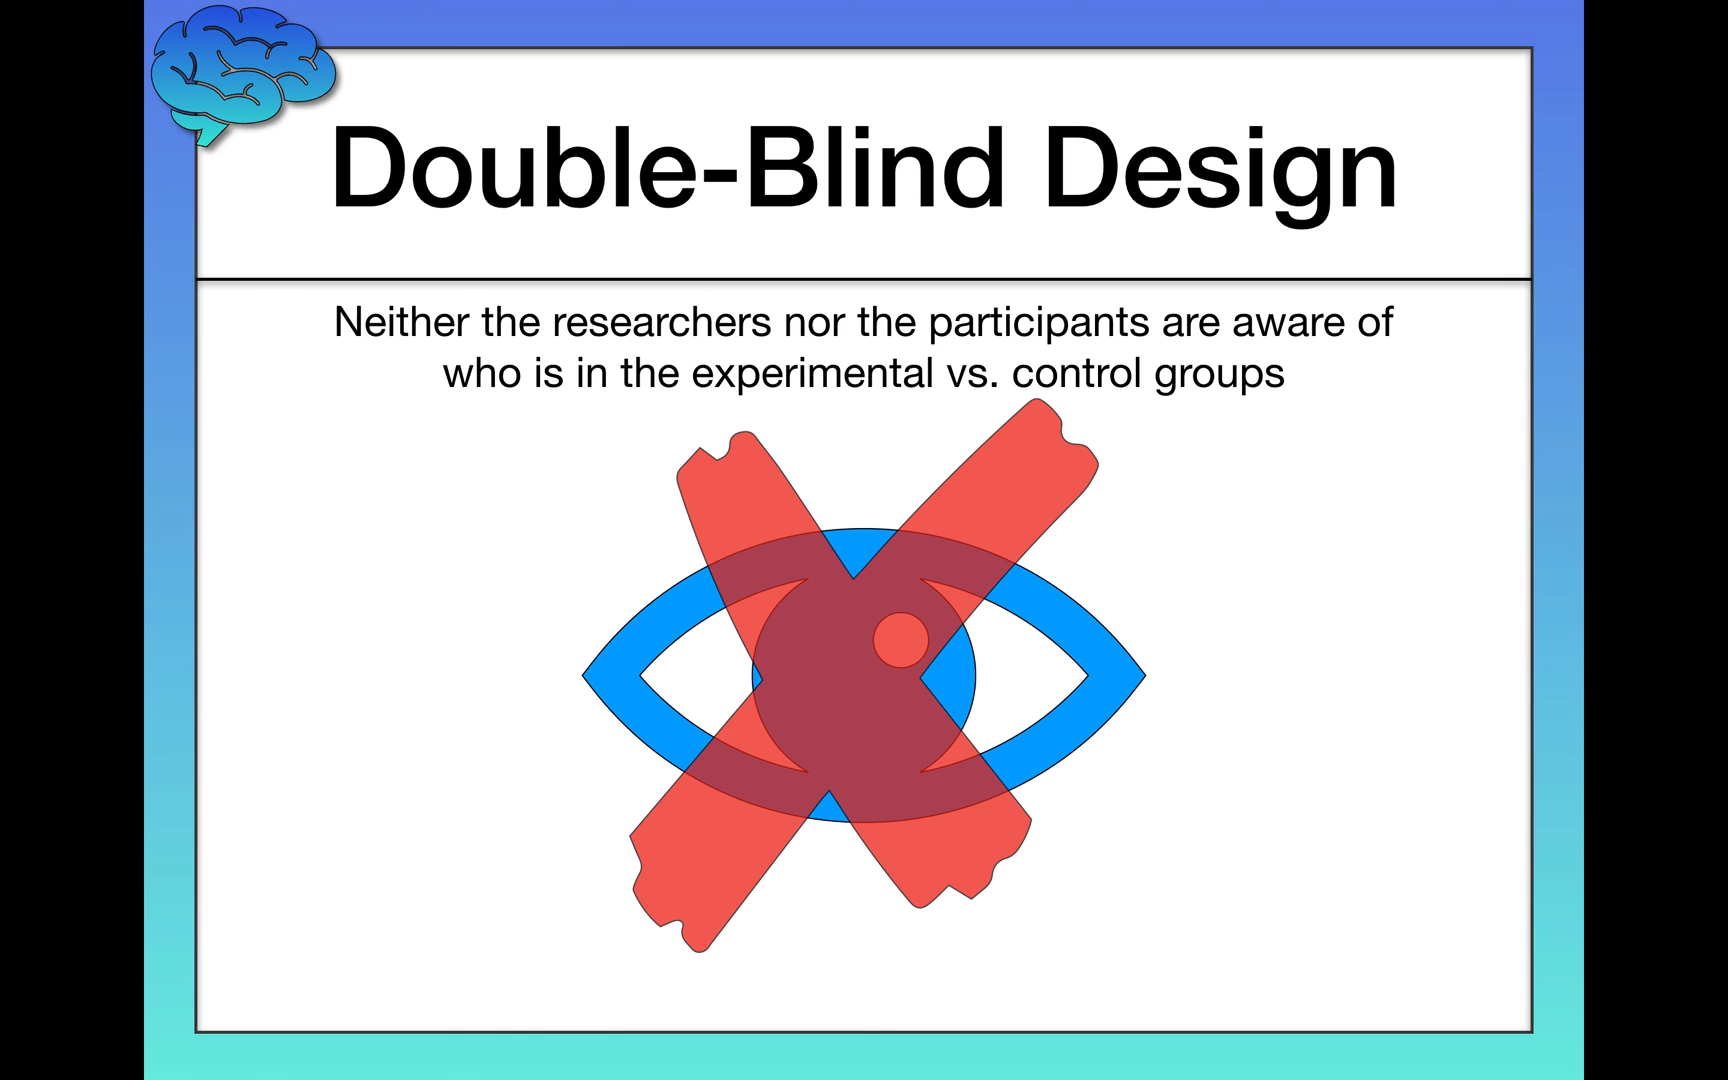 Double-Blind Design
Neither the researchers nor the participants are aware of
who is in the experimental vs. control groups